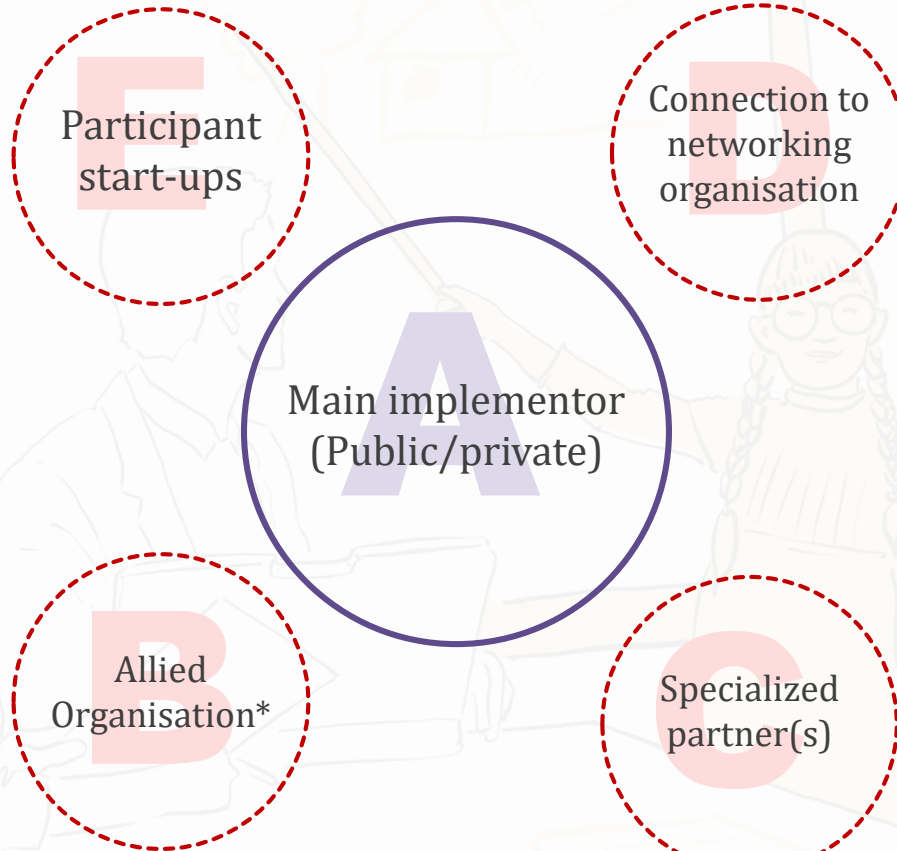 E
Participant
start-ups
D
Connection to
networking
organisation
A
Main implementor
(Public/private)
B
Allied
Organisation*
C
Specialized
partner(s)